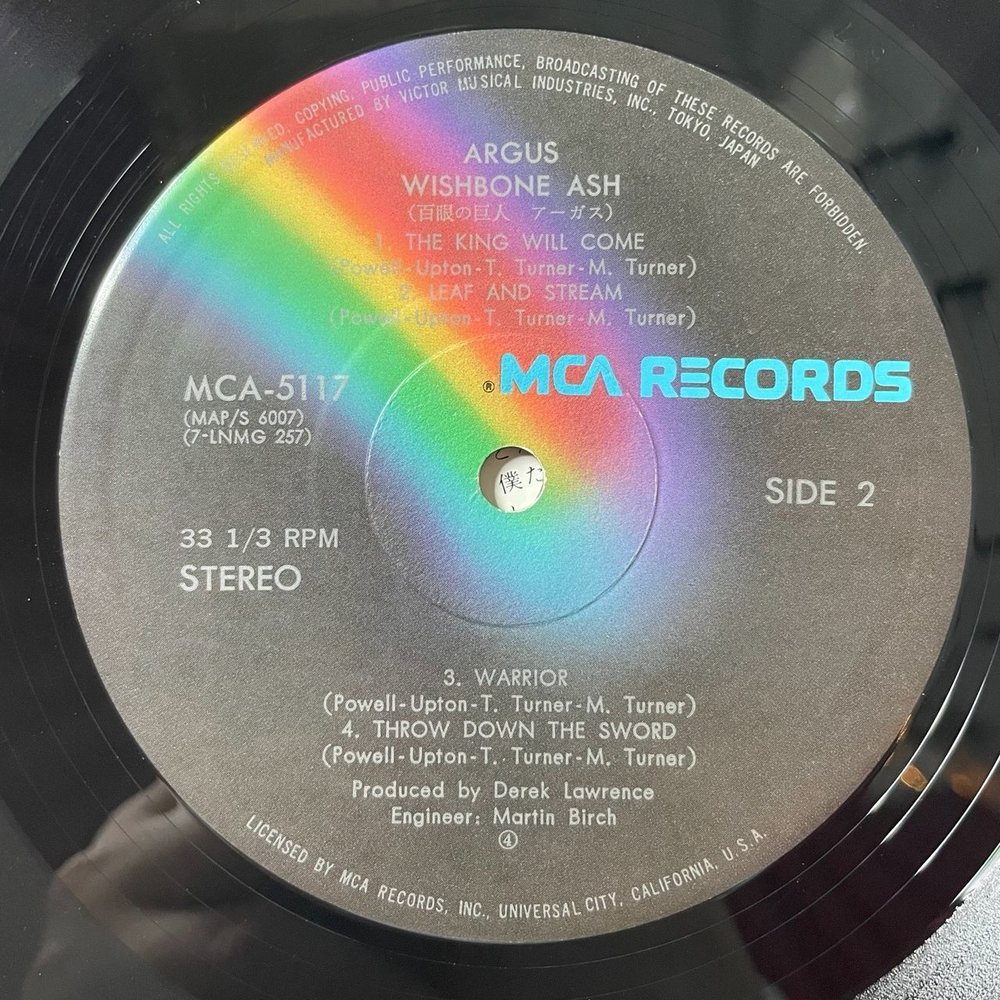 ALL RIGHTS RESERVED. COPYING, PUBLIC PERFORMANCE, BROADCASTING OF THESE RECORDS ARE FORBIDDEN.
MANUFACTURED BY VICTOR MUSICAL INDUSTRIES, INC., TOKYO, JAPAN
ARGUS
WISHBONE ASH
(百眼の巨人 アーガス)
1. THE KING WILL COME
(Powell-Upton-T. Turner-M. Turner)
2. LEAF AND STREAM
(Powell-Upton-T. Turner-M. Turner)
® MCA RECORDS
MCA-5117
(MAP/S 6007)
(7-LNMG 257)
僕た
SIDE 2
33 1/3 RPM
STEREO
3. WARRIOR
(Powell-Upton-T. Turner-M. Turner)
4. THROW DOWN THE SWORD
(Powell-Upton-T. Turner-M. Turner)
Produced by Derek Lawrence
Engineer: Martin Birch
④
LICENSED BY MCA RECORDS, INC., UNIVERSAL CITY, CALIFORNIA, U.S.A.